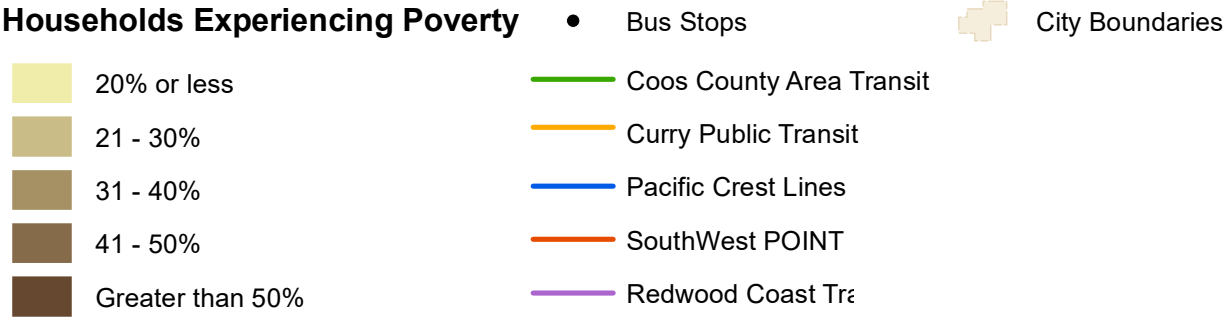 Households Experiencing Poverty
20% or less
21 - 30%
31 - 40%
41 - 50%
Greater than 50%
Bus Stops
Coos County Area Transit
Curry Public Transit
Pacific Crest Lines
SouthWest POINT
Redwood Coast
City Boundaries